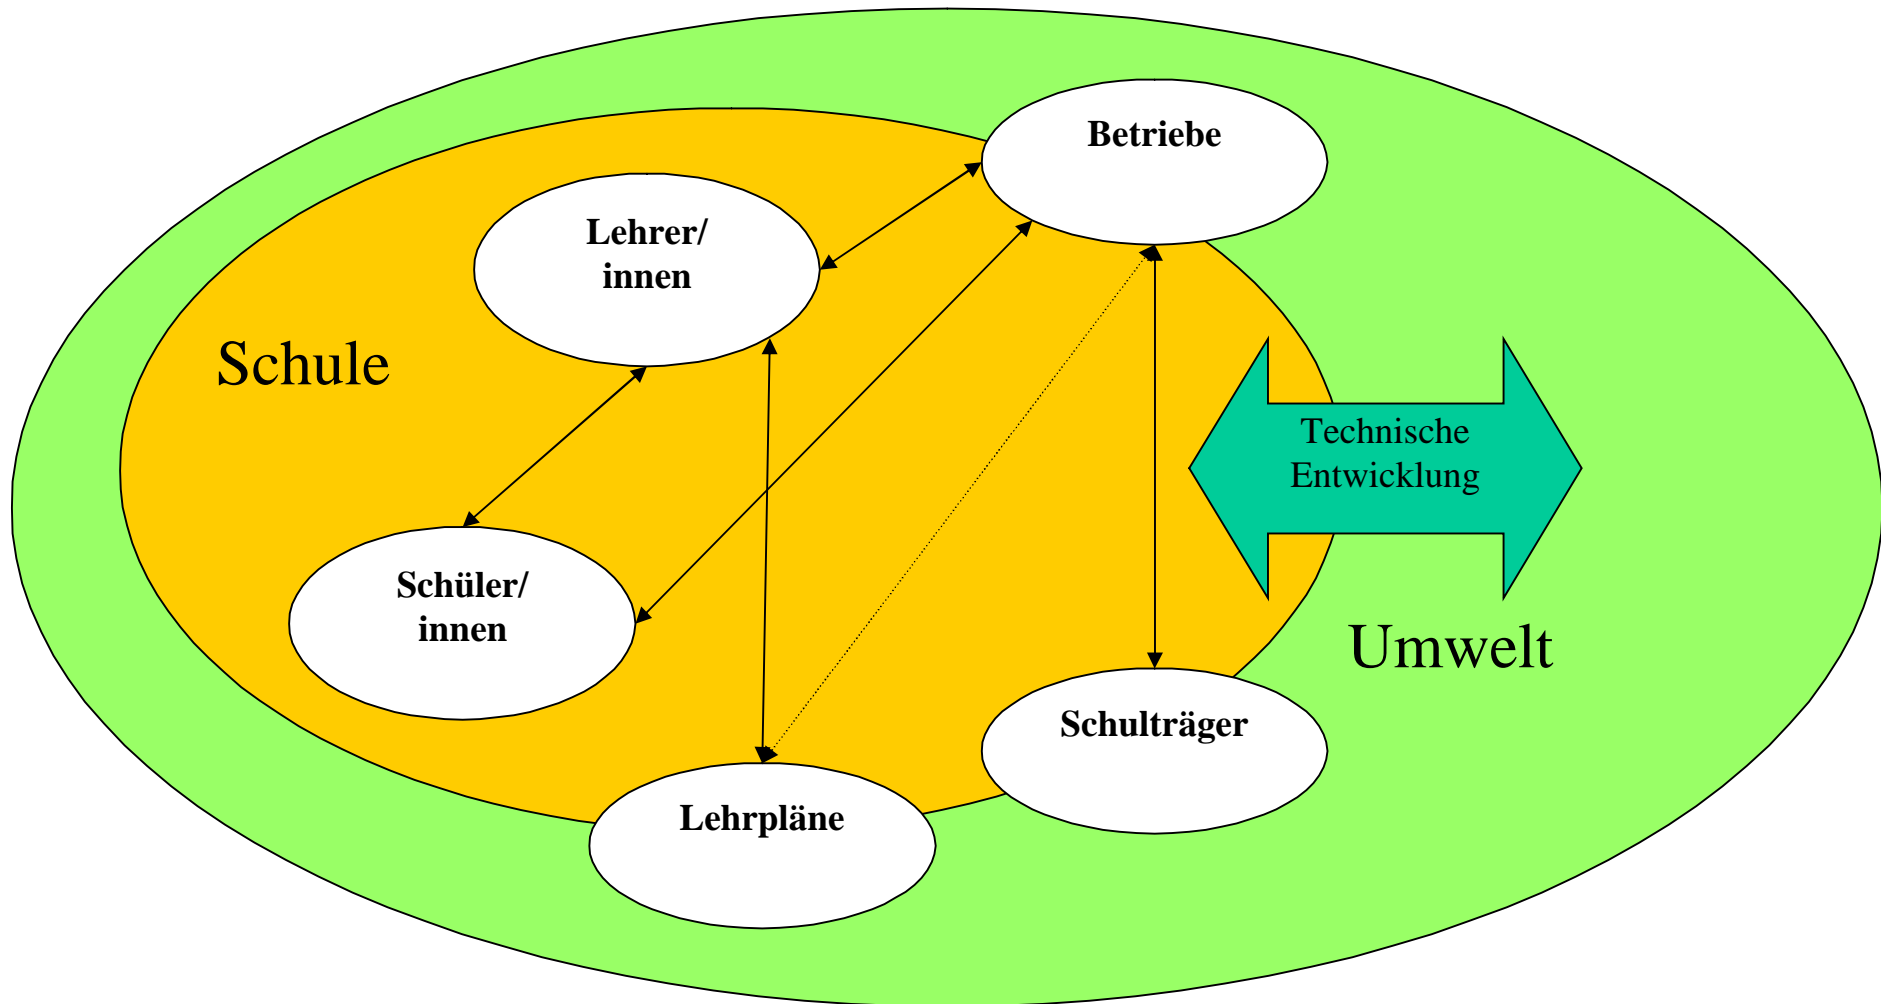 Betriebe
Lehrer/
innen
Schule
Technische
Entwicklung
Schüler/
innen
Umwelt
Schulträger
Lehrpläne